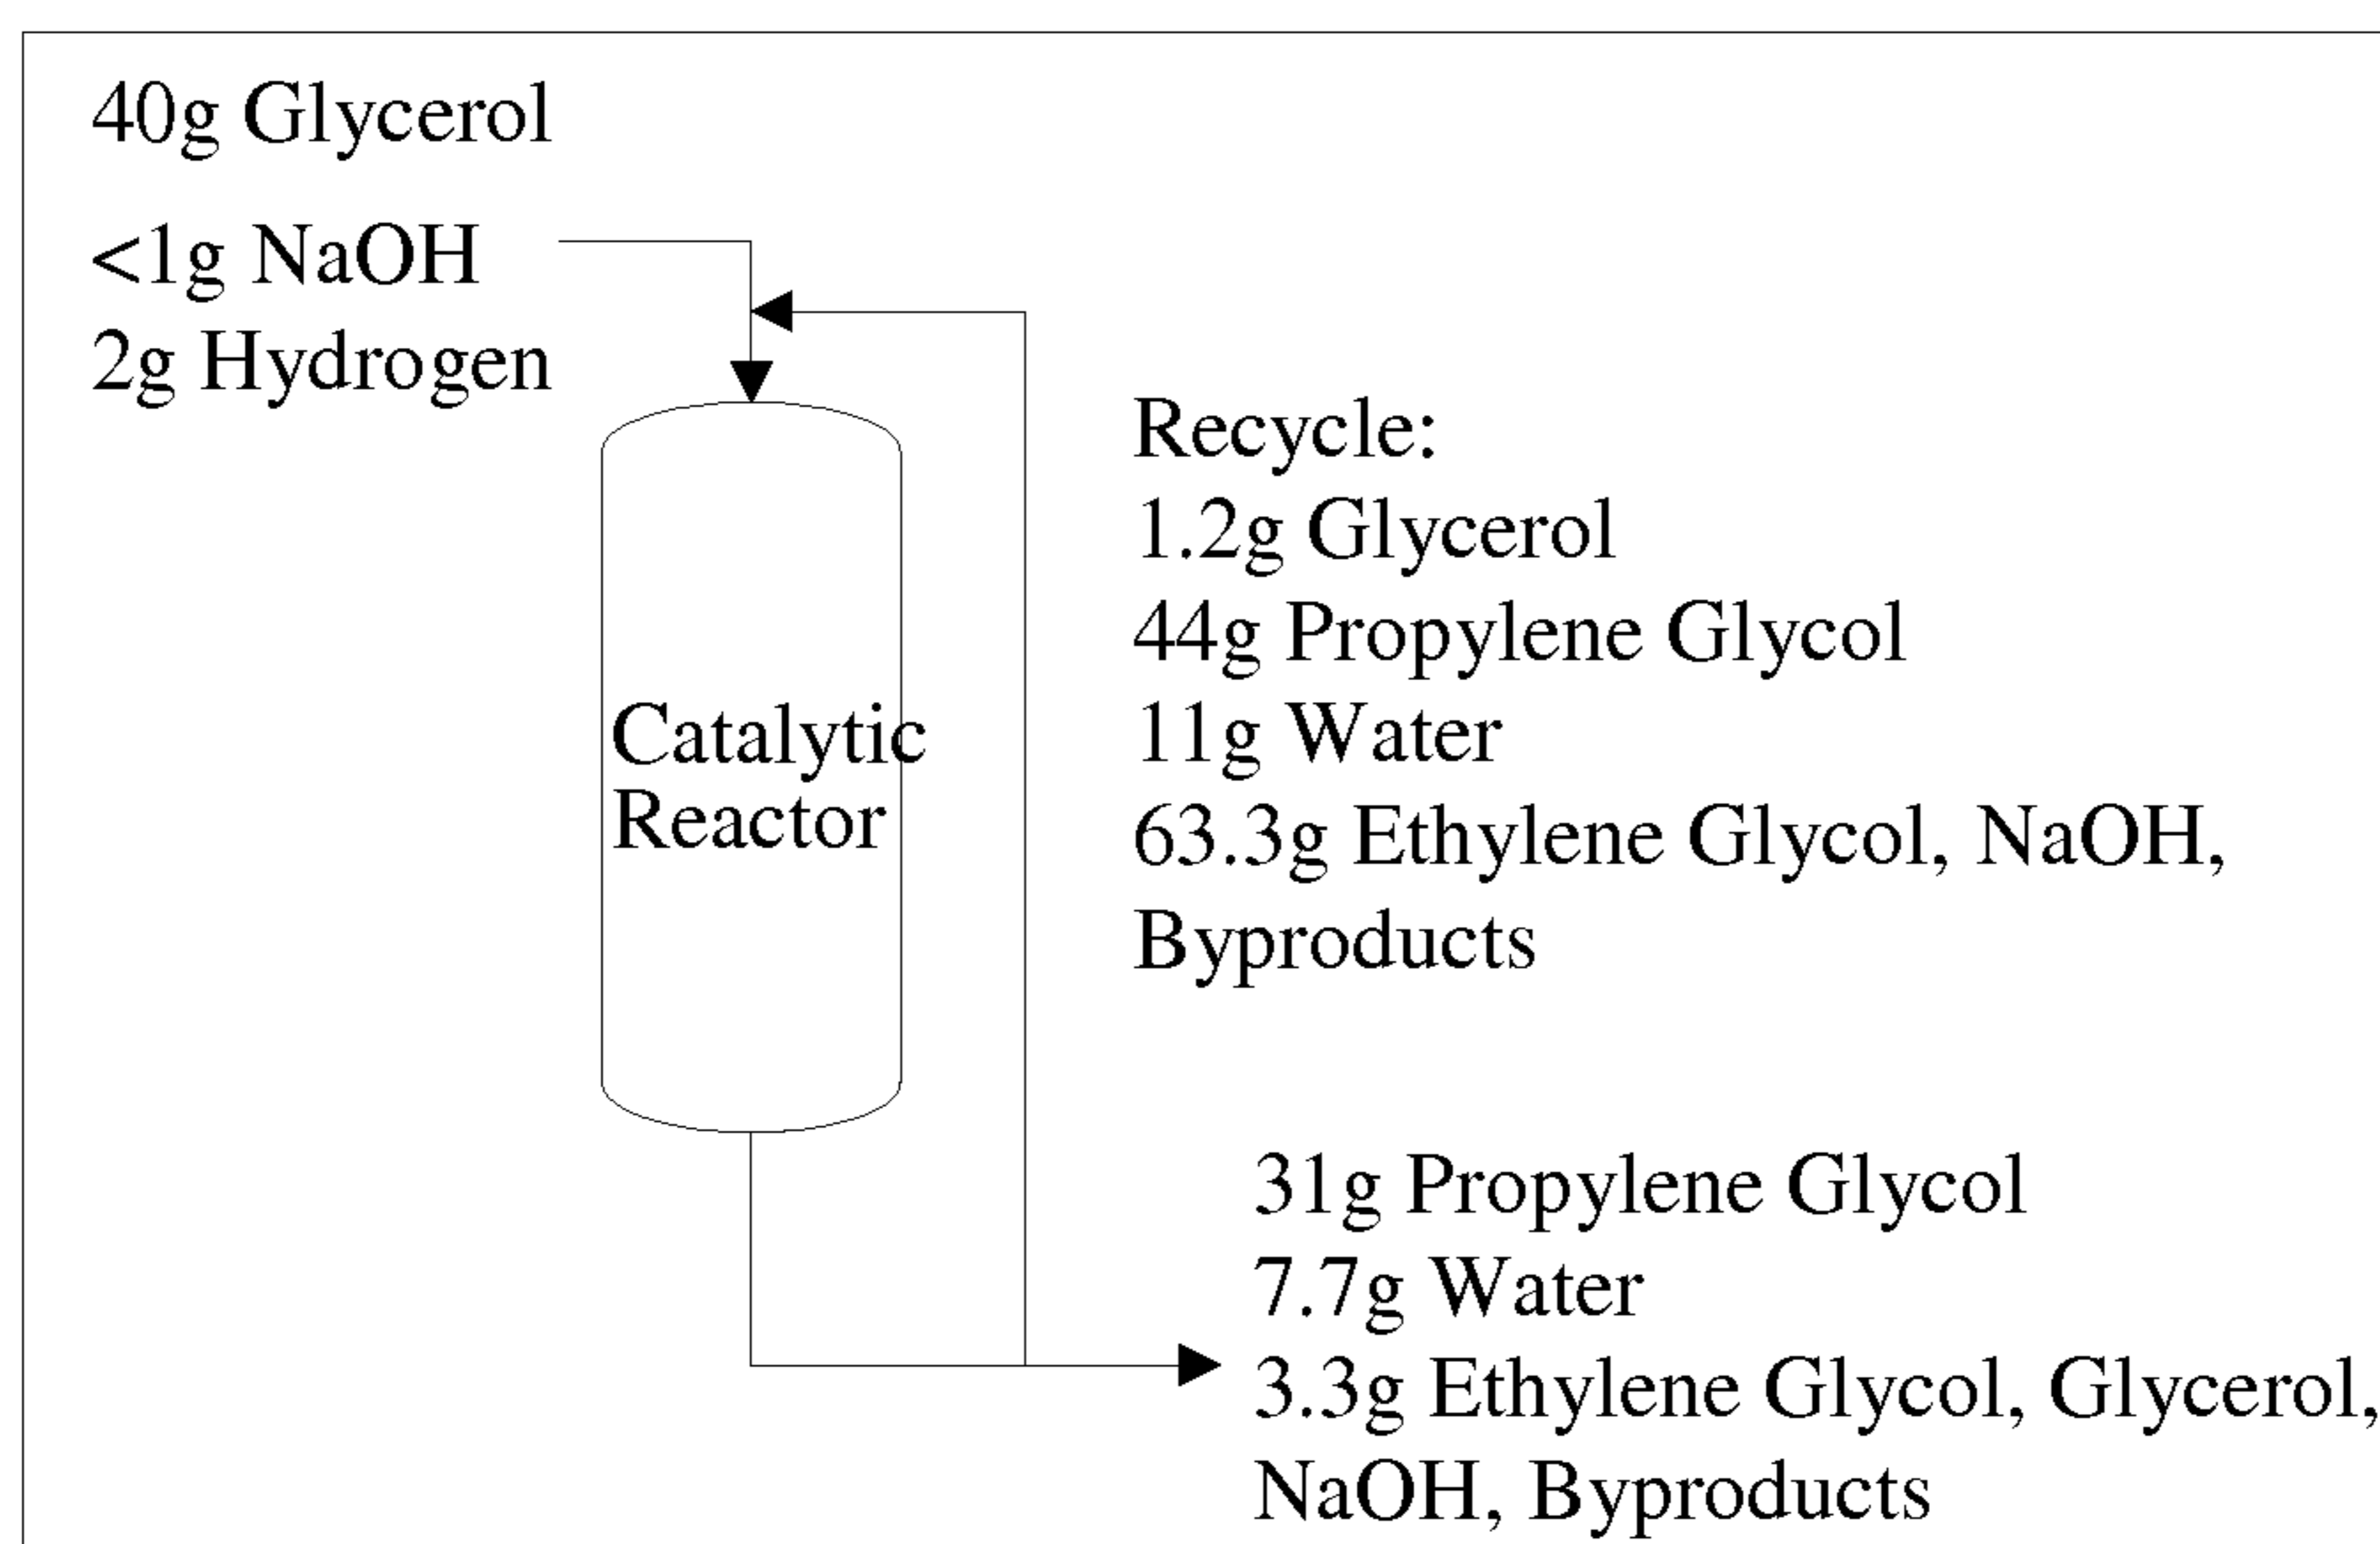 40g Glycerol
<1g NaOH
2g Hydrogen
Recycle:
1.2g Glycerol
44g Propylene Glycol
11g Water
63.3g Ethylene Glycol, NaOH,
Byproducts
Catalytic
Reactor
31g Propylene Glycol
7.7g Water
3.3g Ethylene Glycol, Glycerol,
NaOH, Byproducts